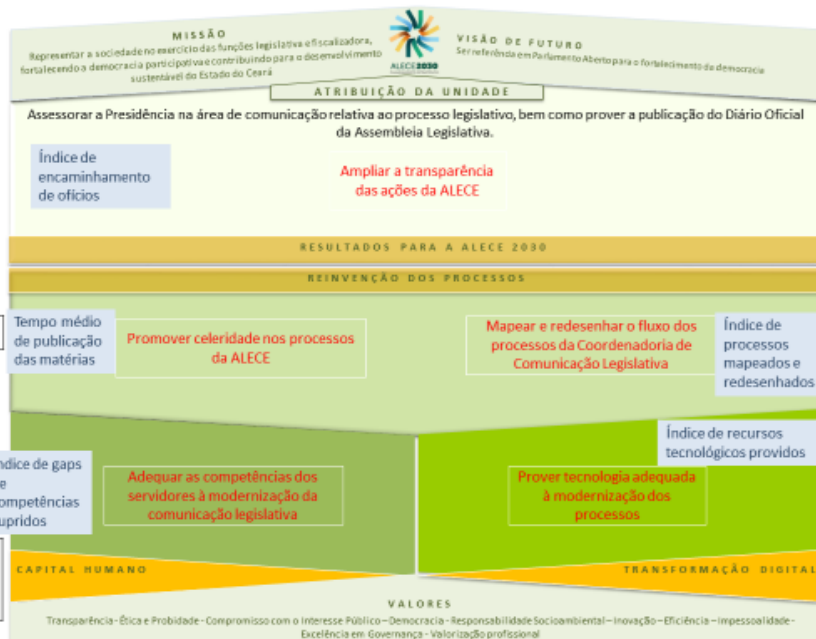 MISSÃO
Representar a sociedade no exercício das funções legislativa e fiscalizadora,
fortalecendo a democracia participativa e contribuindo para o desenvolvimento
sustentável do Estado do Ceará
ALECE2030
VISÃO DE FUTURO
Ser referência em Parlamento Aberto para o fortalecimento da democracia
ATRIBUIÇÃO DA UNIDADE
Assessorar a Presidência na área de comunicação relativa ao processo legislativo, bem como prover a publicação do Diário Oficial
da Assembleia Legislativa.
Índice de
encaminhamento
de ofícios
Ampliar a transparência
das ações da ALECE
RESULTADOS PARA A ALECE 2030
REINVENÇÃO DOS PROCESSOS
Tempo médio
de publicação
das matérias
Promover celeridade nos processos
da ALECE
Mapear e redesenhar o fluxo dos
processos da Coordenadoria de
Comunicação Legislativa
Índice de
processos
mapeados e
redesenhados
ndice de gaps
e
ompetências
upridos
Adequar as competências dos
servidores à modernização da
comunicação legislativa
Índice de recursos
tecnológicos providos
Prover tecnologia adequada
à modernização dos
processos
CAPITAL HUMANO
TRANSFORMAÇÃO DIGITAL
VALORES
Transparência - Ética e Probidade - Compromisso com o Interesse Público – Democracia - Responsabilidade Socioambiental – Inovação – Eficiência – Impessoalidade -
Excelência em Governança - Valorização profissional